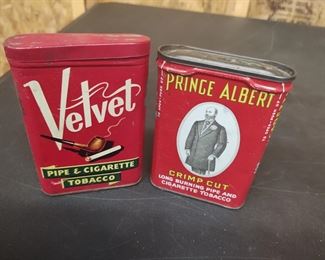 Velvet
PIPE & CIGARETTE
TOBACCO
PRINCE ALBERT
CRIMP CUT
LONG BURNING PIPE AND
CIGARETTE TOBACCO